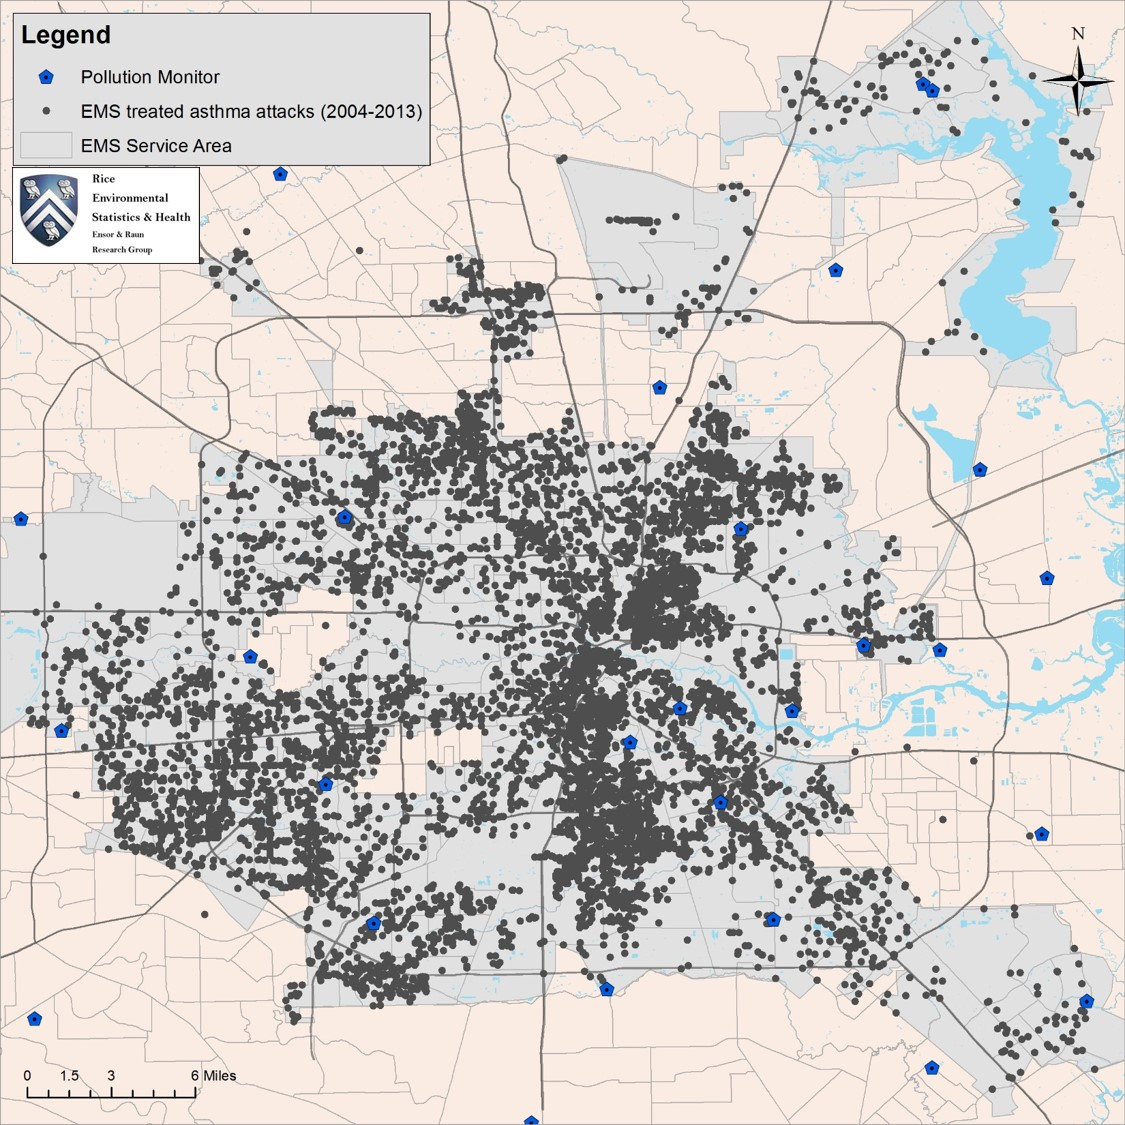 Legend
Pollution Monitor
EMS treated asthma attacks (2004-2013)
EMS Service Area
Rice
Environmental
Statistics & Health
Ensor & Raun
Research Group
N
0 1.5 3 6 Miles